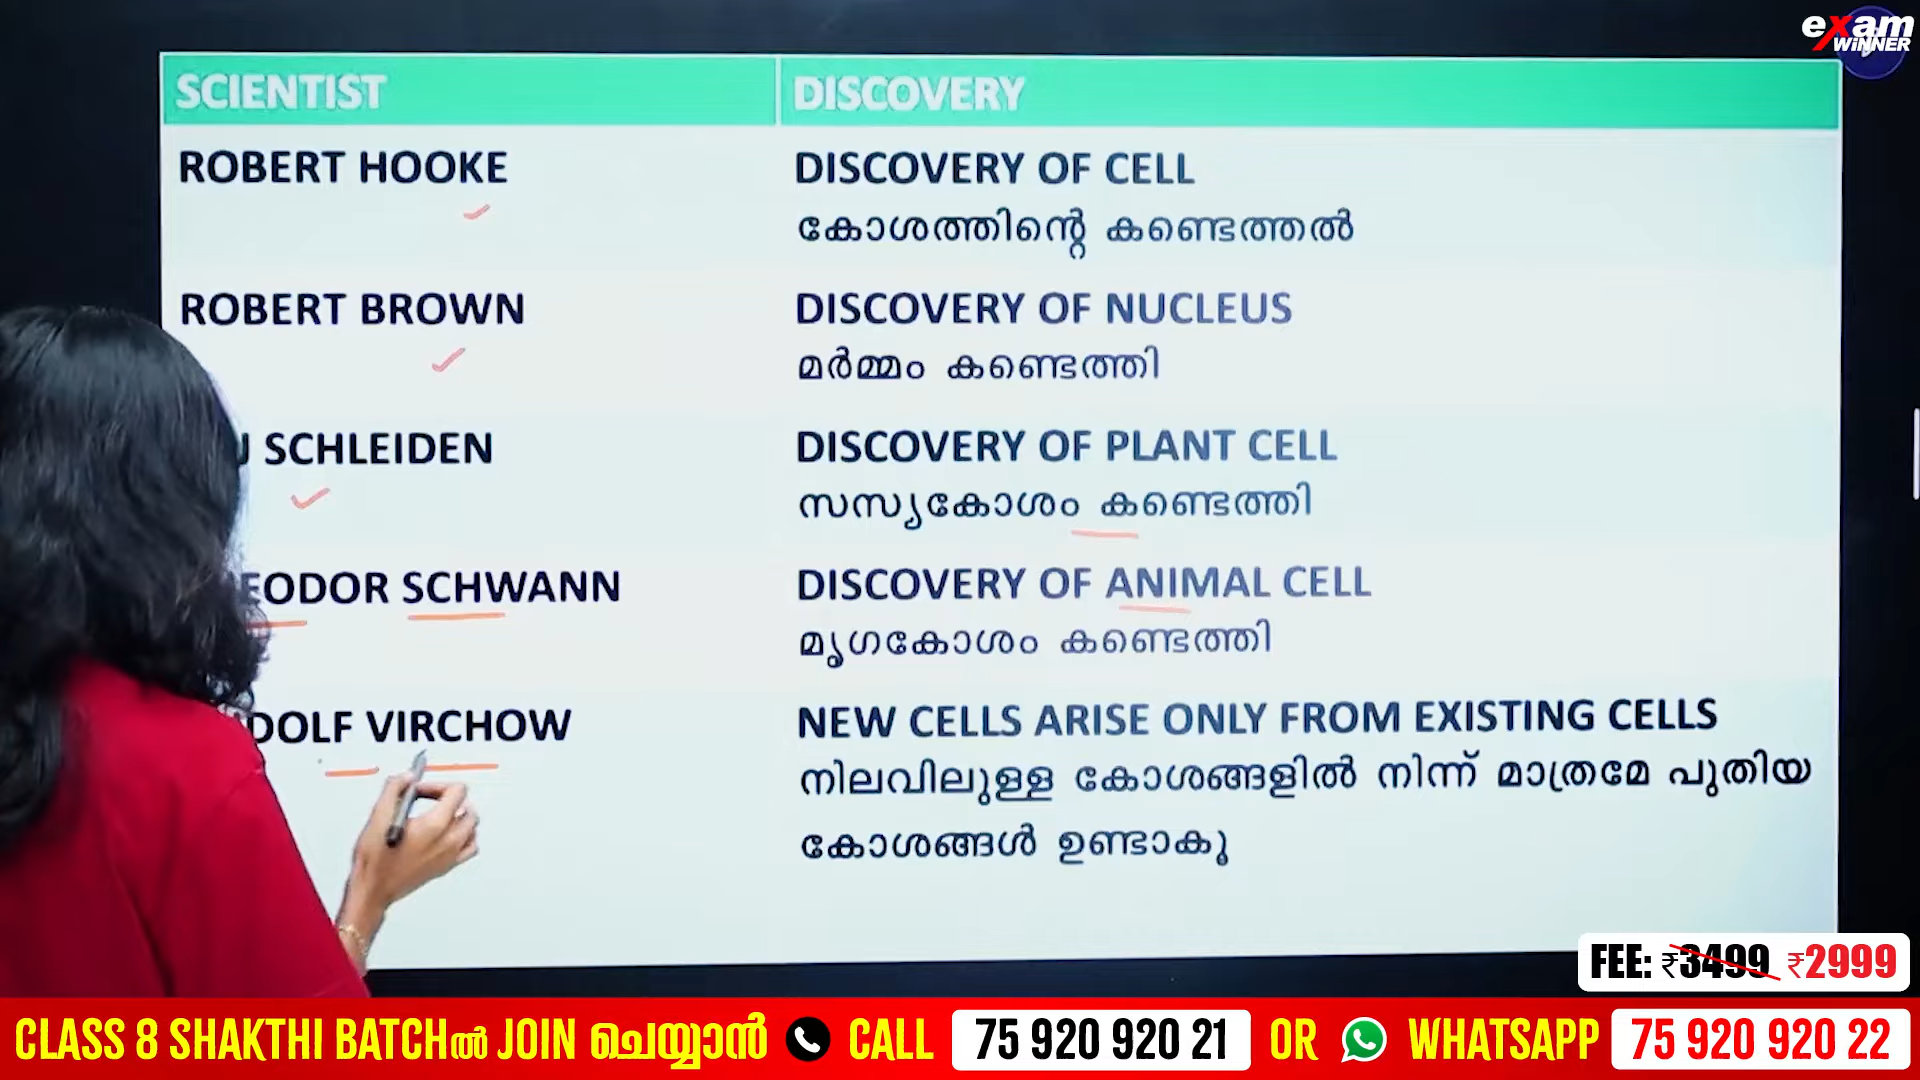 exam
WINNER
SCIENTIST DISCOVERY
ROBERT HOOKE DISCOVERY OF CELL
കോശത്തിന്റെ കണ്ടെത്തൽ
ROBERT BROWN DISCOVERY OF NUCLEUS
മർമ്മം കണ്ടെത്തി
SCHLEIDEN DISCOVERY OF PLANT CELL
സസ്യകോശം കണ്ടെത്തി
EODOR SCHWANN DISCOVERY OF ANIMAL CELL
മൃഗകോശം കണ്ടെത്തി
DOLF VIRCHOW NEW CELLS ARISE ONLY FROM EXISTING CELLS
നിലവിലുള്ള കോശങ്ങളിൽ നിന്ന് മാത്രമേ പുതിയ
കോശങ്ങൾ ഉണ്ടാകൂ
FEE: ₹3499 ₹2999
CLASS 8 SHAKTHI BATCHൽ JOIN ചെയ്യാൻ CALL 75 920 920 21 OR WHATSAPP 75 920 920 22